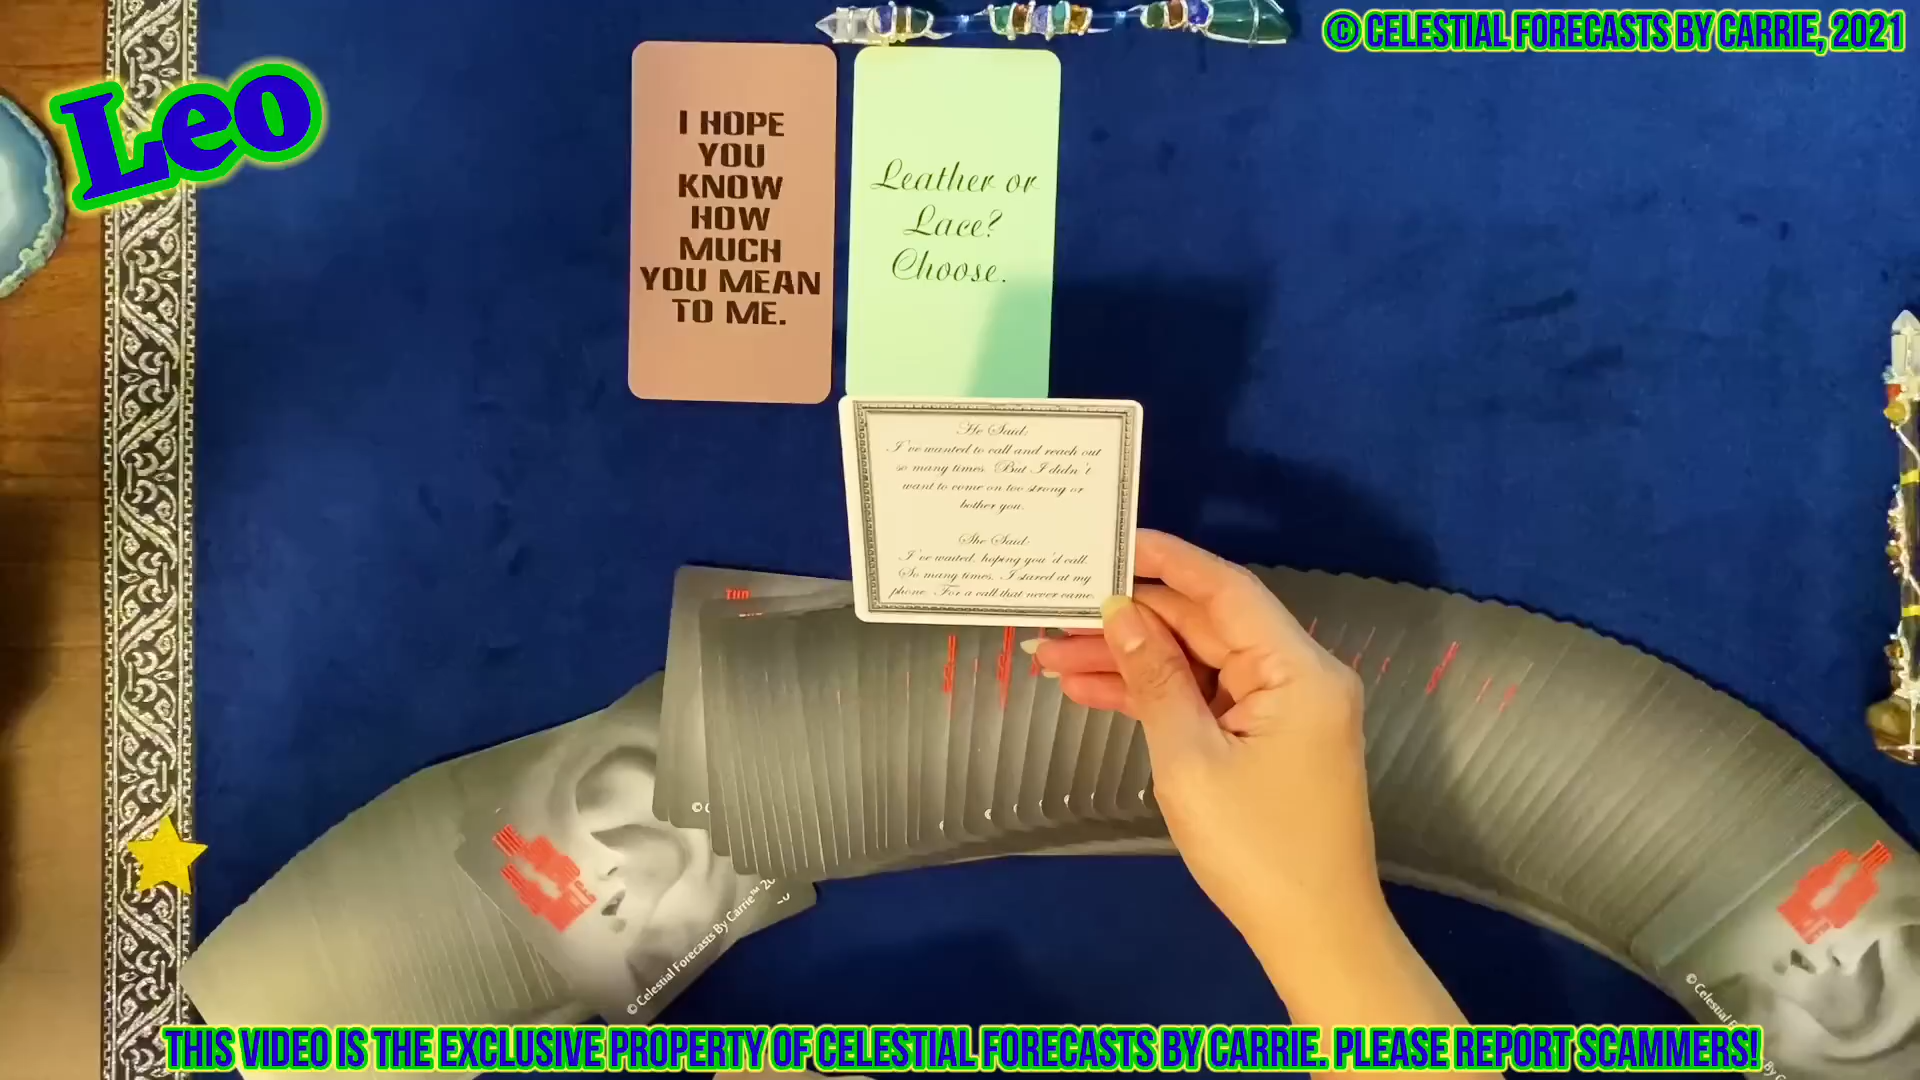 © CELESTIAL FORECASTS BY CARRIE, 2021
Leo
I HOPE
YOU
KNOW
HOW
MUCH
YOU MEAN
TO ME.
Leather or
Lace?
Choose.
He Said:
I've wanted to call and reach out
so many times. But I didn't
want to come on too strong or
bother you.
She Said:
I've waited, hoping you'd call.
So many times. I stared at my
phone. For a call that never came.
© Celestial Forecasts By Carrie™
© Celestial
THIS VIDEO IS THE EXCLUSIVE PROPERTY OF CELESTIAL FORECASTS BY CARRIE. PLEASE REPORT SCAMMERS!